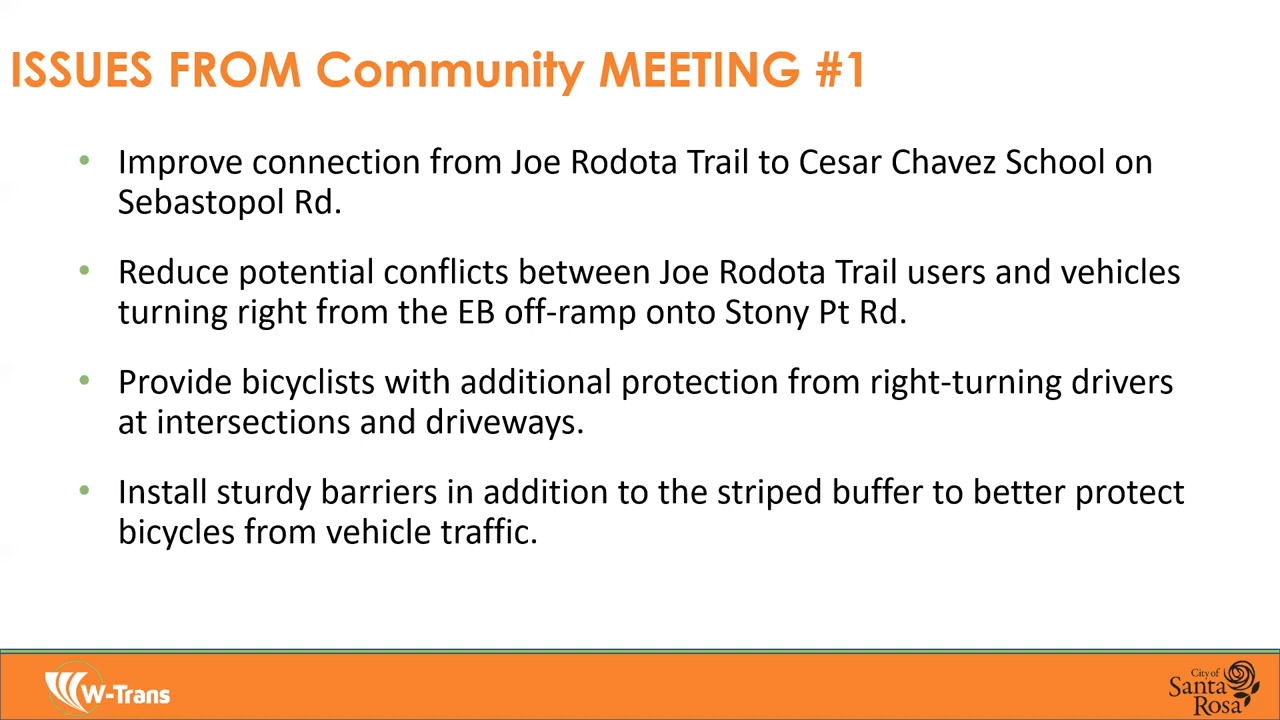 ISSUES FROM Community MEETING #1
• Improve connection from Joe Rodota Trail to Cesar Chavez School on
Sebastopol Rd.
• Reduce potential conflicts between Joe Rodota Trail users and vehicles
turning right from the EB off-ramp onto Stony Pt Rd.
• Provide bicyclists with additional protection from right-turning drivers
at intersections and driveways.
• Install sturdy barriers in addition to the striped buffer to better protect
bicycles from vehicle traffic.
W-Trans
City of
Santa
Rosa